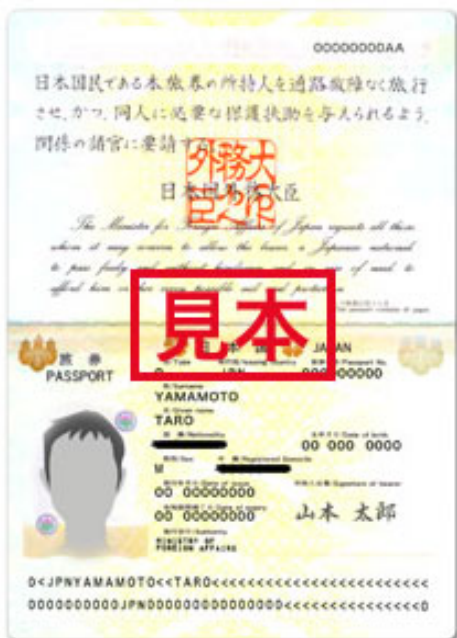 00000000AA
日本国民である本旅券の所持人を通路故障なく旅行
させ、かつ、同人に必要な保護扶助を与えられるよう、
関係の諸官に要請する。
日本国外務大臣
外務大臣
The Minister for Foreign Affairs of Japan requests all those
whom it may concern to allow the bearer, a Japanese national,
to pass freely and without hindrance and, in case of need, to
afford him or her every possible aid and protection.
見本
旅券
PASSPORT
日本国 JAPAN
JPN
YAMAMOTO
TARO
00 000 0000
M
00 00000000
00 00000000
山本 太郎
MINISTRY OF
FOREIGN AFFAIRS
0<JPNYAMAMOTO<<TARO<<<<<<<<<<<<<<<<<<<<<<<<<
0000000000JPN0000000000000000<<<<<<<<<<<<<<0